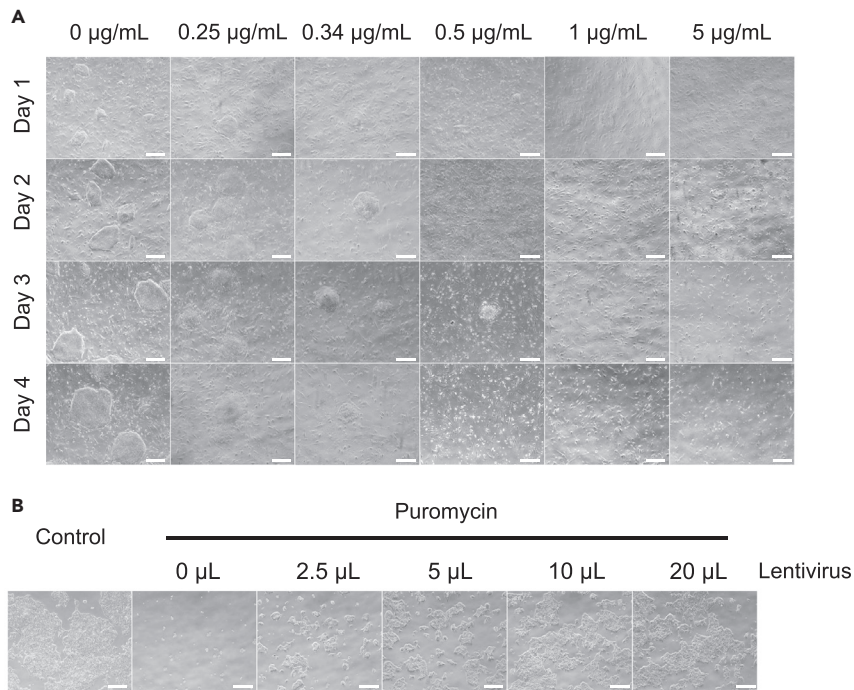 A
0 µg/mL 0.25 µg/mL 0.34 µg/mL 0.5 µg/mL 1 µg/mL 5 µg/mL
Day 1
Day 2
Day 3
Day 4
B
Puromycin
Control
0 µL 2.5 µL 5 µL 10 µL 20 µL Lentivirus